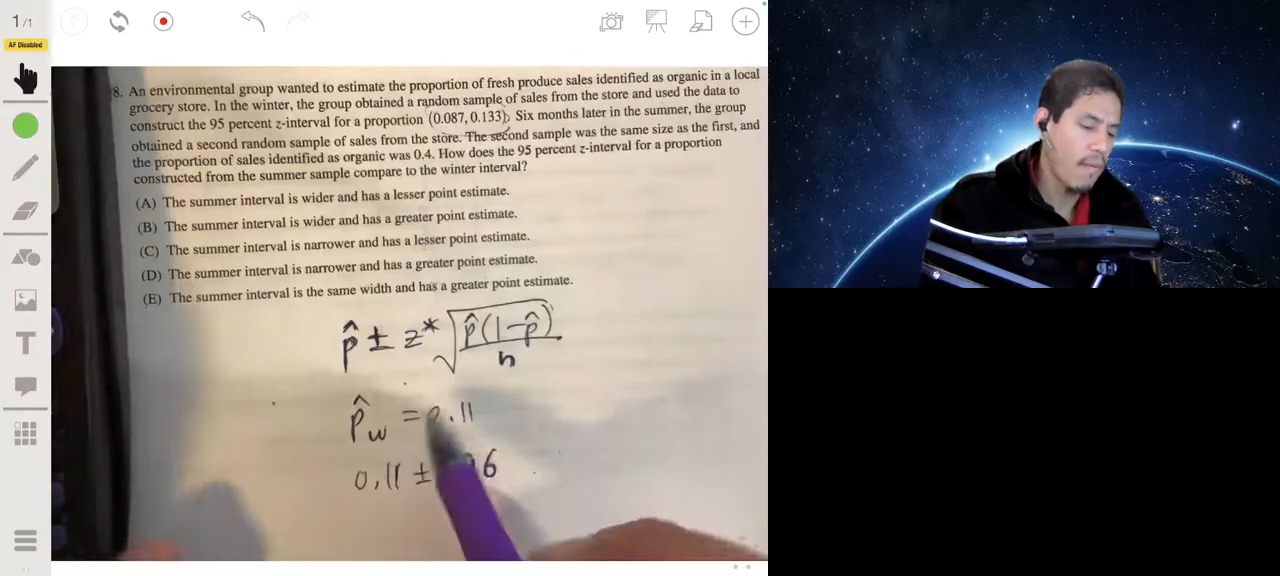 1/1
AF Disabled
8. An environmental group wanted to estimate the proportion of fresh produce sales identified as organic in a local
grocery store. In the winter, the group obtained a random sample of sales from the store and used the data to
construct the 95 percent z-interval for a proportion (0.087, 0.133). Six months later in the summer, the group
obtained a second random sample of sales from the store. The second sample was the same size as the first, and
the proportion of sales identified as organic was 0.4. How does the 95 percent z-interval for a proportion
constructed from the summer sample compare to the winter interval?
(A) The summer interval is wider and has a lesser point estimate.
(B) The summer interval is wider and has a greater point estimate.
(C) The summer interval is narrower and has a lesser point estimate.
(D) The summer interval is narrower and has a greater point estimate.
(E) The summer interval is the same width and has a greater point estimate.
p̂ ± z* √p̂(1-p̂)
n
p̂w = 0.11
0.11 ±
T